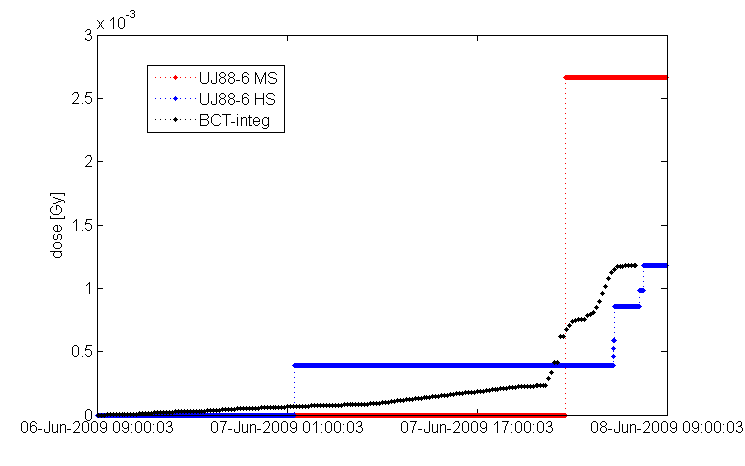 x 10⁻³
3
2.5
2
1.5
1
0.5
0
dose [Gy]
UJ88-6 MS
UJ88-6 HS
BCT-integ
06-Jun-2009 09:00:03 07-Jun-2009 01:00:03 07-Jun-2009 17:00:03 08-Jun-2009 09:00:03